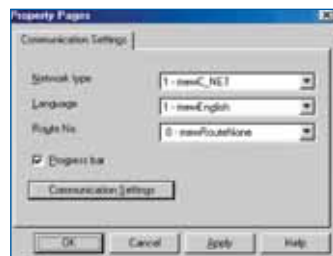 Property Pages
Communication Settings
Network type
1 - mewC_NET
Language
1 - mewEnglish
Route No.
0 - mewRouteNone
Progress bar
Communication Settings
OK
Cancel
Apply
Help